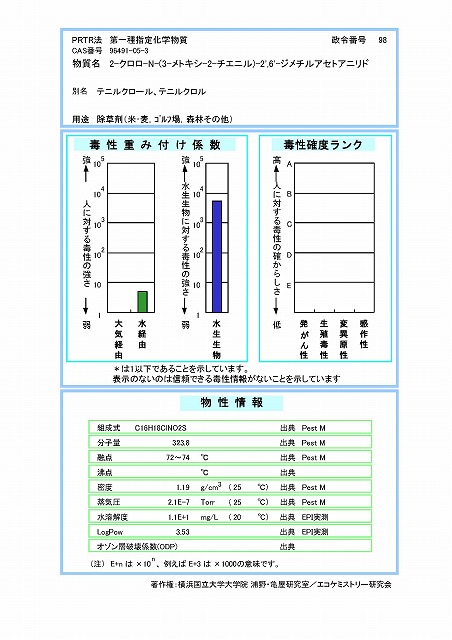 PRTR法 第一種指定化学物質 政令番号 98
CAS番号 96491-05-3
物質名 2-クロロ-N-(3-メトキシ-2-チエニル)-2',6'-ジメチルアセトアニリド
別名 テニルクロール、テニルクロル
用途 除草剤(米・麦, ゴルフ場, 森林その他)
毒性重み付け係数
強 人に対する毒性の強さ 弱
10^5
10^4
10^3
10^2
10
1
大気経由
水経由
強 水生生物に対する毒性の強さ 弱
10^5
10^4
10^3
10^2
10
1
水生生物
毒性確度ランク
高 人に対する毒性の確からしさ 低
A
B
C
D
E
発がん性
生殖毒性
変異原性
感作性
*は1以下であることを示しています。
表示のないのは信頼できる毒性情報がないことを示しています
物性情報
組成式 C16H18ClNO2S 出典 Pest M
分子量 323.8 出典 Pest M
融点 72~74 ℃ 出典 Pest M
沸点 ℃ 出典
密度 1.19 g/cm3 (25 ℃) 出典 Pest M
蒸気圧 2.1E-7 Torr (25 ℃) 出典 Pest M
水溶解度 1.1E+1 mg/L (20 ℃) 出典 EPI実測
LogPow 3.53 出典 EPI実測
オゾン層破壊係数(ODP) 出典
(注) E+n は ×10^n、例えば E+3 は ×1000の意味です。
著作権:横浜国立大学大学院 浦野・亀屋研究室/エコケミストリー研究会